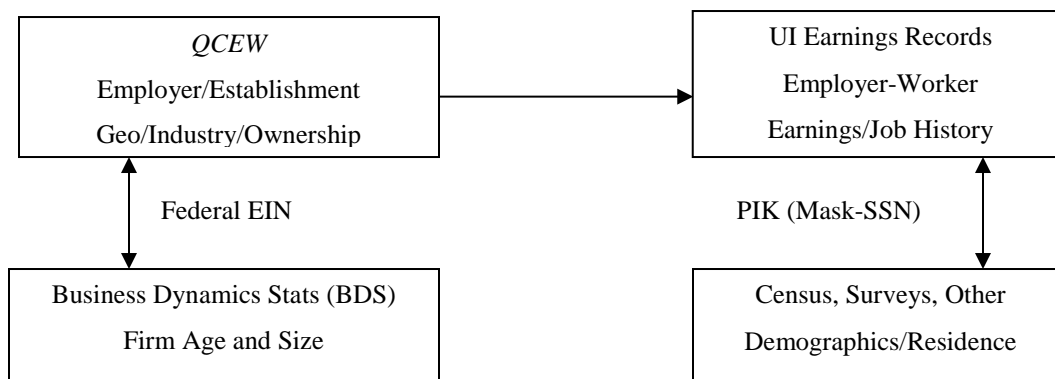 QCEW
Employer/Establishment
Geo/Industry/Ownership
UI Earnings Records
Employer-Worker
Earnings/Job History
Federal EIN
PIK (Mask-SSN)
Business Dynamics Stats (BDS)
Firm Age and Size
Census, Surveys, Other
Demographics/Residence